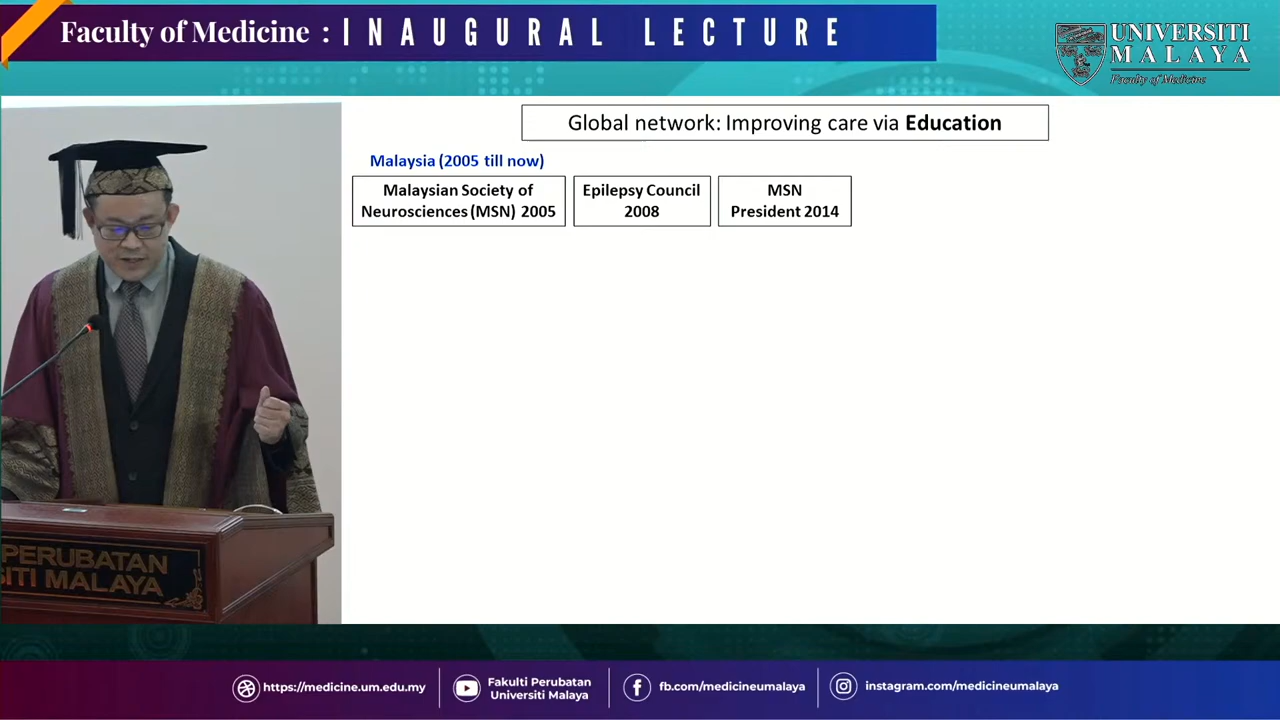 Faculty of Medicine : INAUGURAL LECTURE
UNIVERSITI
MALAYA
Faculty of Medicine
Global network: Improving care via Education
Malaysia (2005 till now)
Malaysian Society of
Neurosciences (MSN) 2005
Epilepsy Council
2008
MSN
President 2014
PERUBATAN
SITI MALAYA
https://medicine.um.edu.my
Fakulti Perubatan
Universiti Malaya
fb.com/medicineumalaya
instagram.com/medicineumalaya